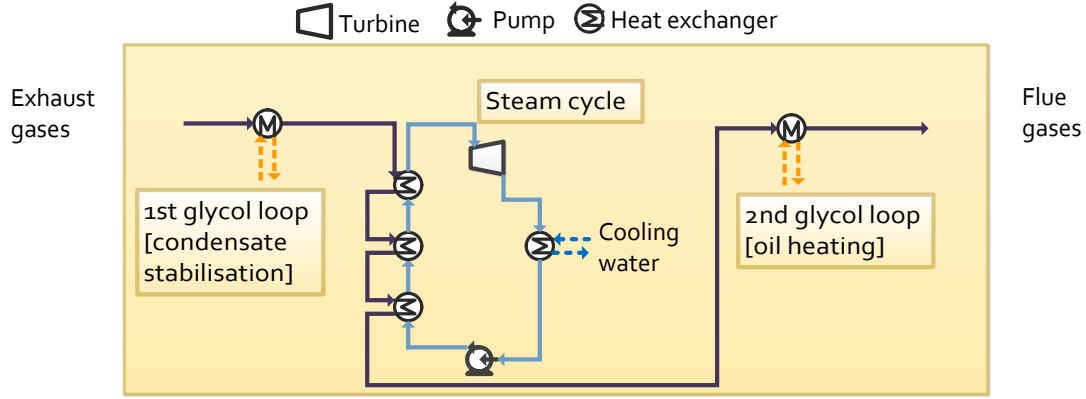 Turbine
Pump
Heat exchanger
Exhaust
gases
Steam cycle
Flue
gases
1st glycol loop
[condensate
stabilisation]
Cooling
water
2nd glycol loop
[oil heating]